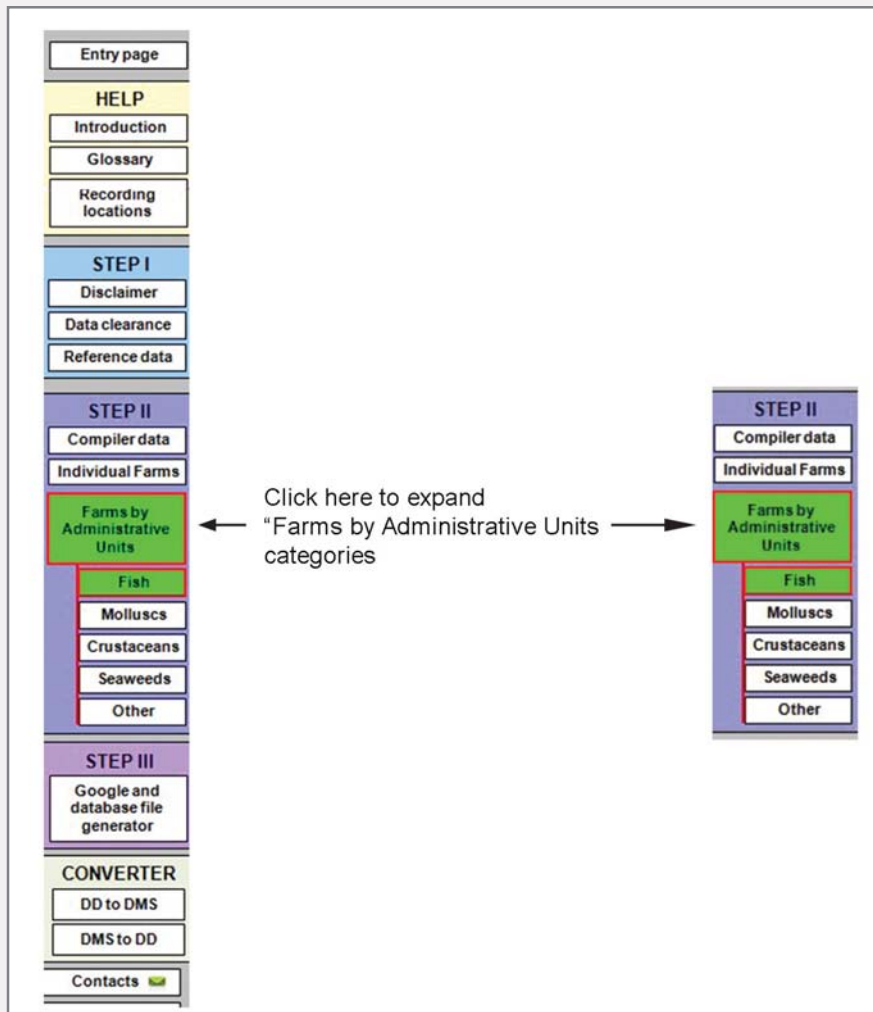 Entry page
HELP
Introduction
Glossary
Recording
locations
STEP I
Disclaimer
Data clearance
Reference data
STEP II
Compiler data
Individual Farms
Farms by
Administrative
Units
Fish
Molluscs
Crustaceans
Seaweeds
Other
STEP III
Google and
database file
generator
CONVERTER
DD to DMS
DMS to DD
Contacts
Click here to expand
“Farms by Administrative Units
categories
STEP II
Compiler data
Individual Farms
Farms by
Administrative
Units
Fish
Molluscs
Crustaceans
Seaweeds
Other